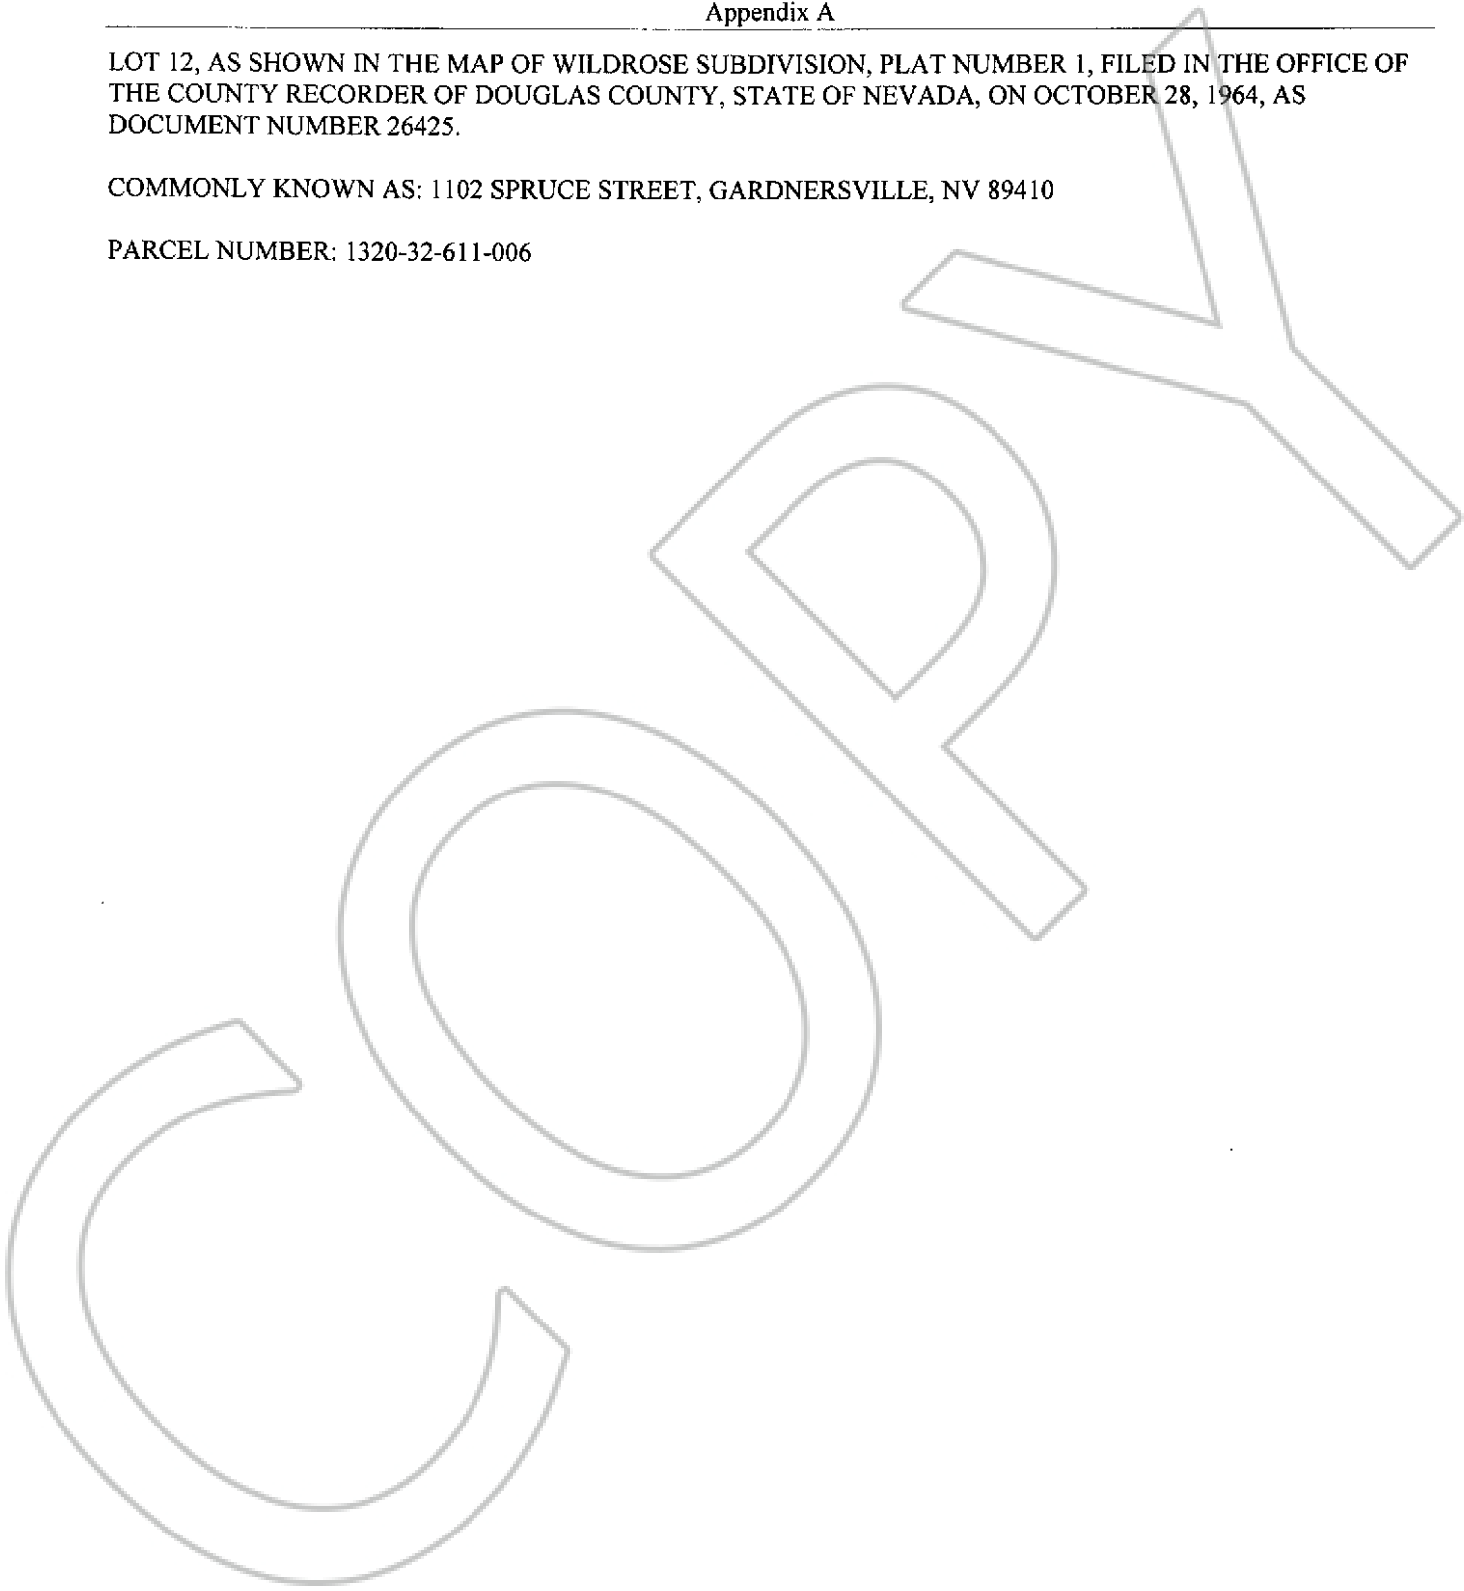 Appendix A
LOT 12, AS SHOWN IN THE MAP OF WILDROSE SUBDIVISION, PLAT NUMBER 1, FILED IN THE OFFICE OF
THE COUNTY RECORDER OF DOUGLAS COUNTY, STATE OF NEVADA, ON OCTOBER 28, 1964, AS
DOCUMENT NUMBER 26425.
COMMONLY KNOWN AS: 1102 SPRUCE STREET, GARDNERSVILLE, NV 89410
PARCEL NUMBER: 1320-32-611-006
COPY